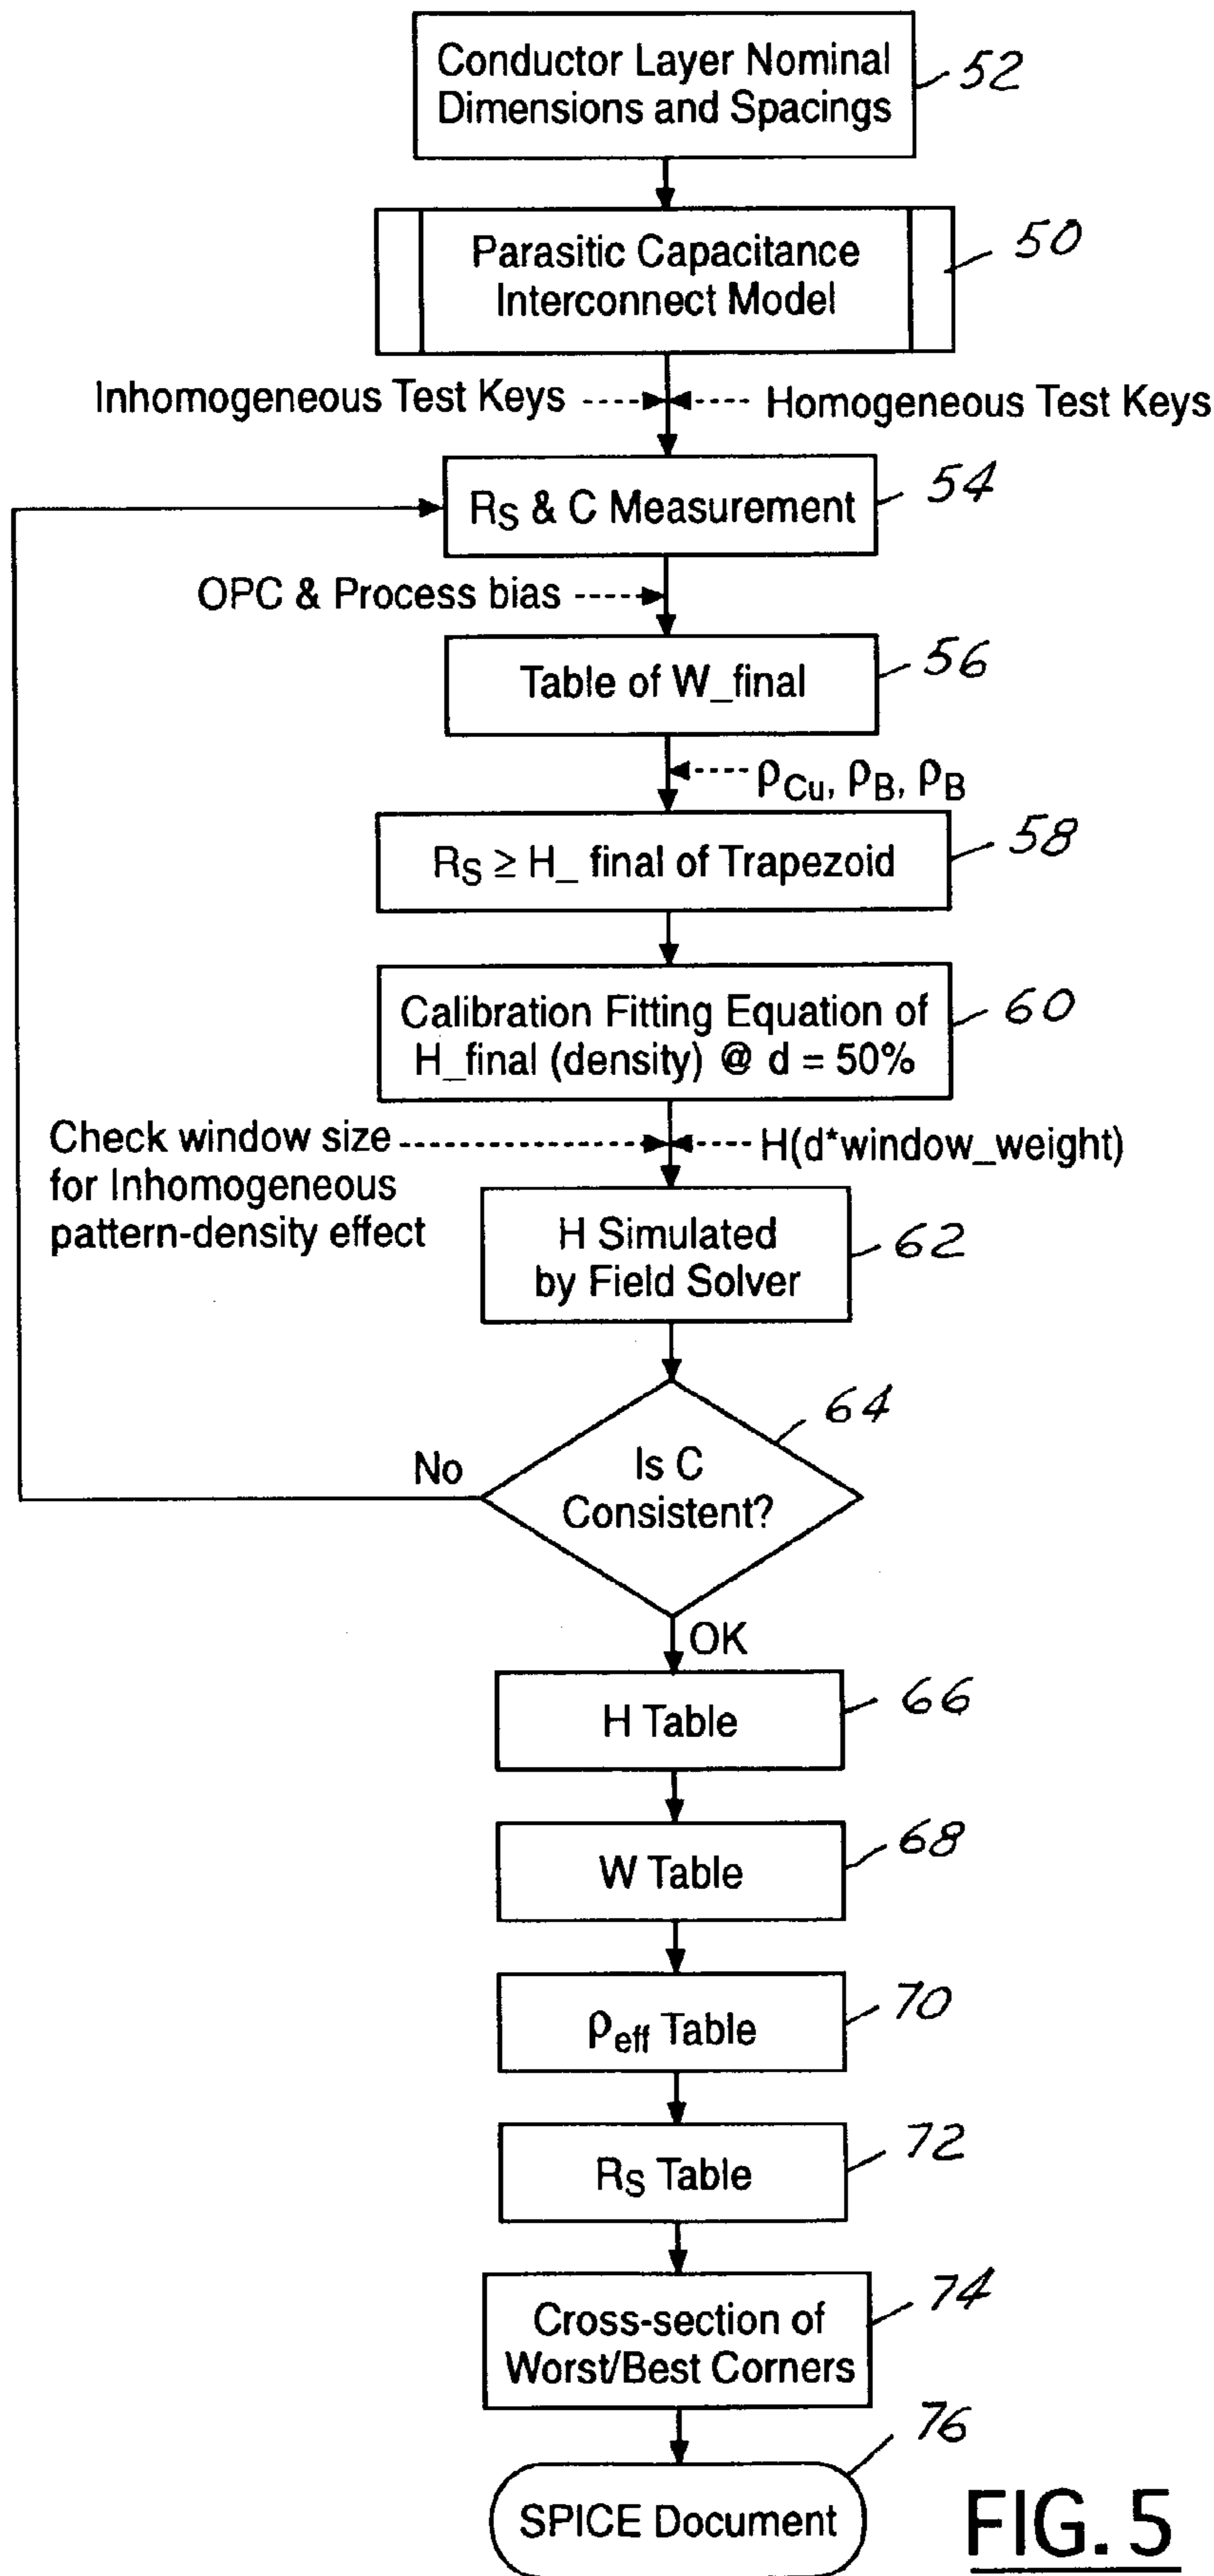 Conductor Layer Nominal
Dimensions and Spacings
52
Parasitic Capacitance
Interconnect Model
50
Inhomogeneous Test Keys
Homogeneous Test Keys
RS & C Measurement
54
OPC & Process bias
Table of W_final
56
ρCu, ρB, ρB
RS ≥ H_ final of Trapezoid
58
Calibration Fitting Equation of
H_final (density) @ d = 50%
60
Check window size
for Inhomogeneous
pattern-density effect
H(d*window_weight)
H Simulated
by Field Solver
62
Is C
Consistent?
64
No
OK
H Table
66
W Table
68
ρeff Table
70
RS Table
72
Cross-section of
Worst/Best Corners
74
SPICE Document
76
FIG. 5